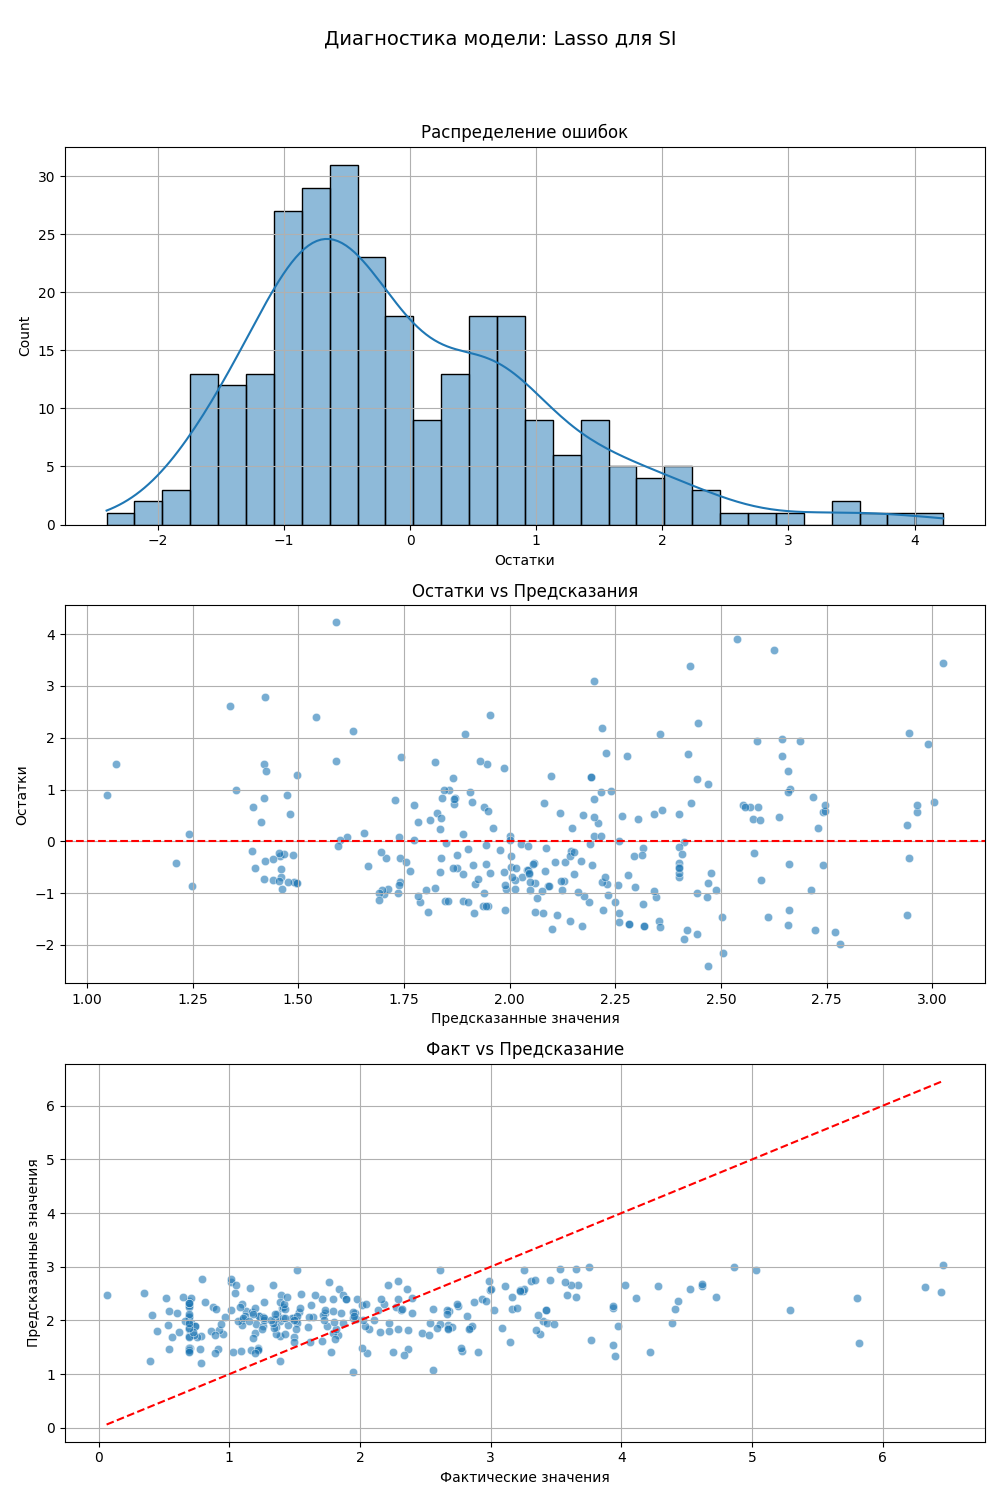 Диагностика модели: Lasso для SI
Распределение ошибок
30
25
20
15
10
5
0
Count
−2 −1 0 1 2 3 4
Остатки
Остатки vs Предсказания
4
3
2
1
0
−1
−2
Остатки
1.00 1.25 1.50 1.75 2.00 2.25 2.50 2.75 3.00
Предсказанные значения
Факт vs Предсказание
6
5
4
3
2
1
0
Предсказанные значения
0 1 2 3 4 5 6
Фактические значения